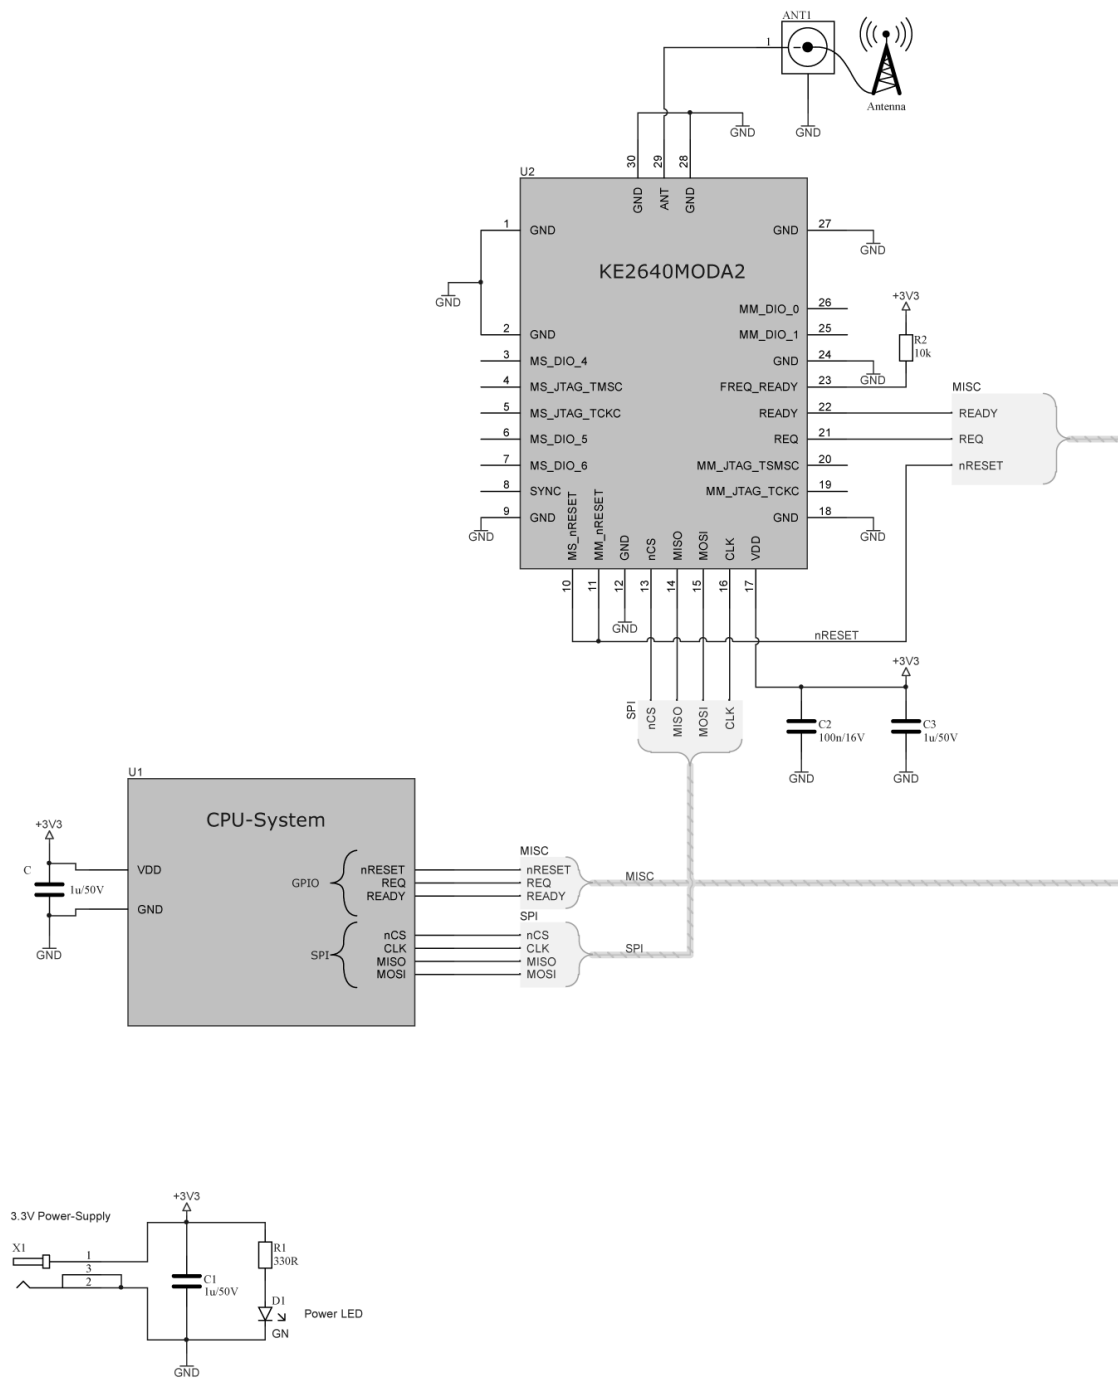 ANT1
1
Antenna
GND
GND
30
29
28
U2
GND
ANT
GND
1
GND
GND
27
GND
KE2640MODA2
GND
MM_DIO_0
26
+3V3
2
GND
MM_DIO_1
25
R2
10k
3
MS_DIO_4
GND
24
GND
4
MS_JTAG_TMSC
FREQ_READY
23
MISC
5
MS_JTAG_TCKC
READY
22
READY
6
MS_DIO_5
REQ
21
REQ
7
MS_DIO_6
MM_JTAG_TSMSC
20
nRESET
8
SYNC
MM_JTAG_TCKC
19
9
GND
GND
18
GND
GND
MS_nRESET
MM_nRESET
GND
nCS
MISO
MOSI
CLK
VDD
10
11
12
13
14
15
16
17
GND
nRESET
+3V3
SPI
nCS
MISO
MOSI
CLK
C2
100n/16V
C3
1u/50V
GND
GND
U1
CPU-System
+3V3
C
1u/50V
VDD
GND
GND
GPIO
nRESET
REQ
READY
MISC
nRESET
REQ
READY
MISC
SPI
nCS
CLK
MISO
MOSI
SPI
nCS
CLK
MISO
MOSI
SPI
+3V3
3.3V Power-Supply
X1
1
3
2
R1
330R
C1
1u/50V
D1
Power LED
GN
GND